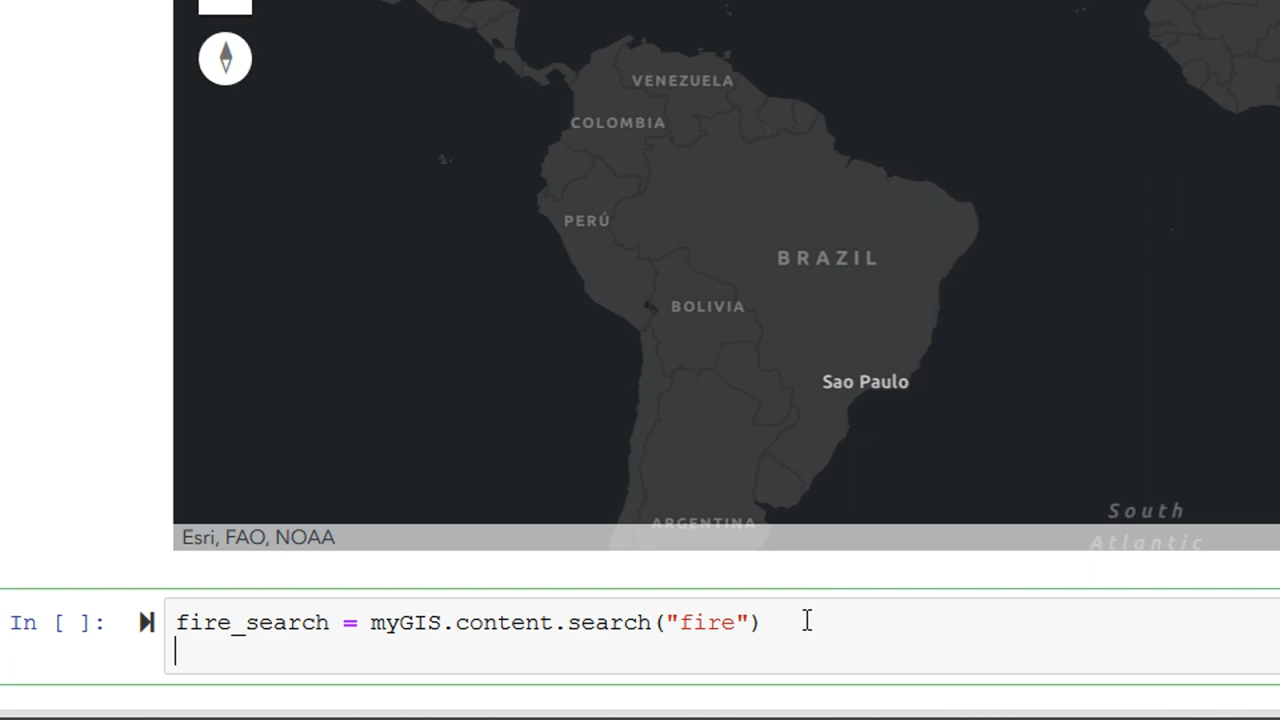 VENEZUELA
COLOMBIA
PERÚ
BRAZIL
BOLIVIA
Sao Paulo
South
ARGENTINA
Esri, FAO, NOAA
Atlantic
In [ ]: fire_search = myGIS.content.search("fire")